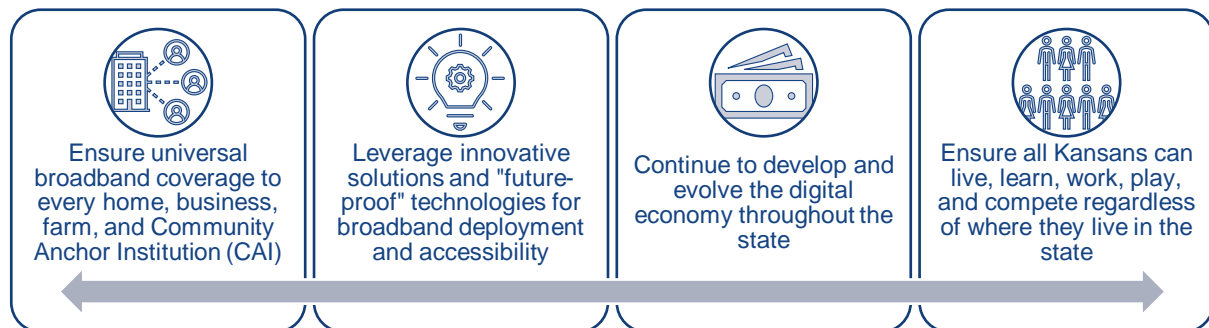 Ensure universal
broadband coverage to
every home, business,
farm, and Community
Anchor Institution (CAI)
Leverage innovative
solutions and "future-
proof" technologies for
broadband deployment
and accessibility
Continue to develop and
evolve the digital
economy throughout the
state
Ensure all Kansans can
live, learn, work, play,
and compete regardless
of where they live in the
state